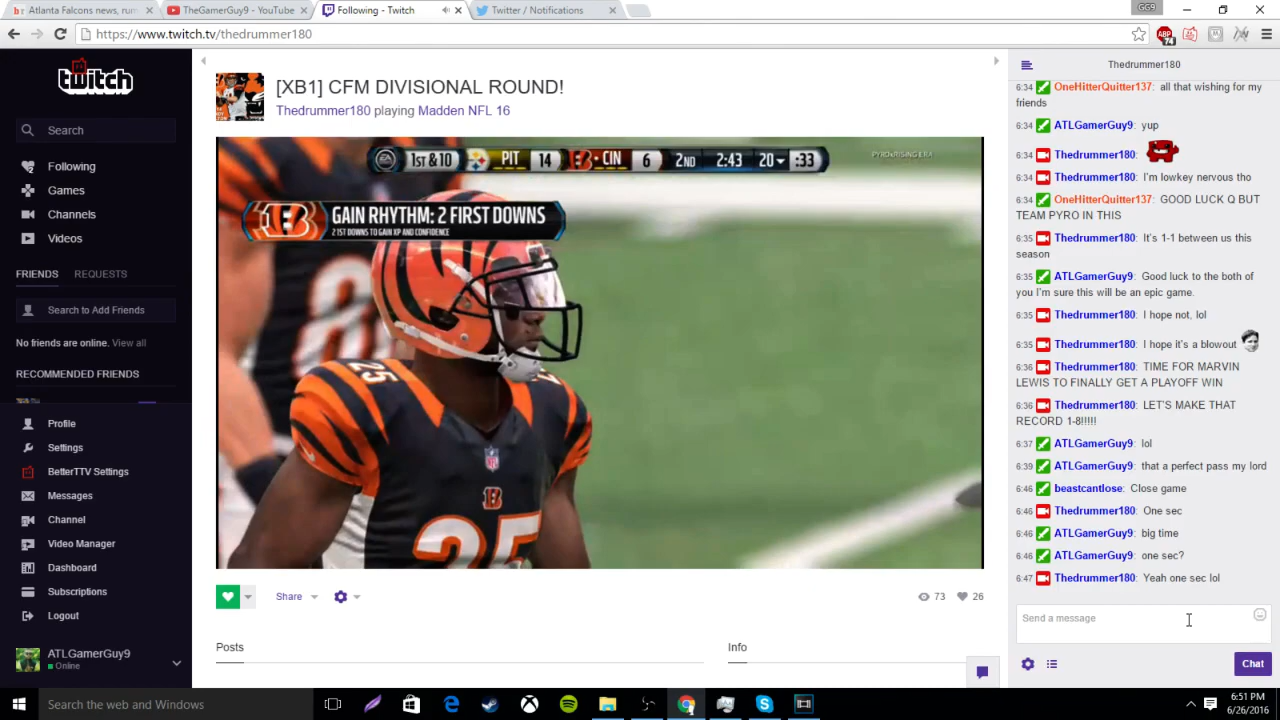 Atlanta Falcons news, rum
TheGamerGuy9 - YouTube
Following - Twitch
Twitter / Notifications
GG9
https://www.twitch.tv/thedrummer180
ABP
74
twitch
Search
Following
Games
Channels
Videos
FRIENDS REQUESTS
Search to Add Friends
No friends are online. View all
RECOMMENDED FRIENDS
Profile
Settings
BetterTTV Settings
Messages
Channel
Video Manager
Dashboard
Subscriptions
Logout
ATLGamerGuy9
Online
[XB1] CFM DIVISIONAL ROUND!
Thedrummer180 playing Madden NFL 16
1ST & 10 PIT 14 CIN 6 2ND 2:43 20 :33
GAIN RHYTHM: 2 FIRST DOWNS
2 1ST DOWNS TO GAIN XP AND CONFIDENCE
25
25
Share
73 26
Posts
Info
Thedrummer180
6:34 OneHitterQuitter137: all that wishing for my
friends
6:34 ATLGamerGuy9: yup
6:34 Thedrummer180:
6:34 Thedrummer180: I'm lowkey nervous tho
6:34 OneHitterQuitter137: GOOD LUCK Q BUT
TEAM PYRO IN THIS
6:35 Thedrummer180: It's 1-1 between us this
season
6:35 ATLGamerGuy9: Good luck to the both of
you I'm sure this will be an epic game.
6:35 Thedrummer180: I hope not, lol
6:35 Thedrummer180: I hope it's a blowout
6:36 Thedrummer180: TIME FOR MARVIN
LEWIS TO FINALLY GET A PLAYOFF WIN
6:36 Thedrummer180: LET'S MAKE THAT
RECORD 1-8!!!!!
6:37 ATLGamerGuy9: lol
6:39 ATLGamerGuy9: that a perfect pass my lord
6:46 beastcantlose: Close game
6:46 Thedrummer180: One sec
6:46 ATLGamerGuy9: big time
6:46 ATLGamerGuy9: one sec?
6:47 Thedrummer180: Yeah one sec lol
Send a message
Chat
Search the web and Windows
6:51 PM
6/26/2016